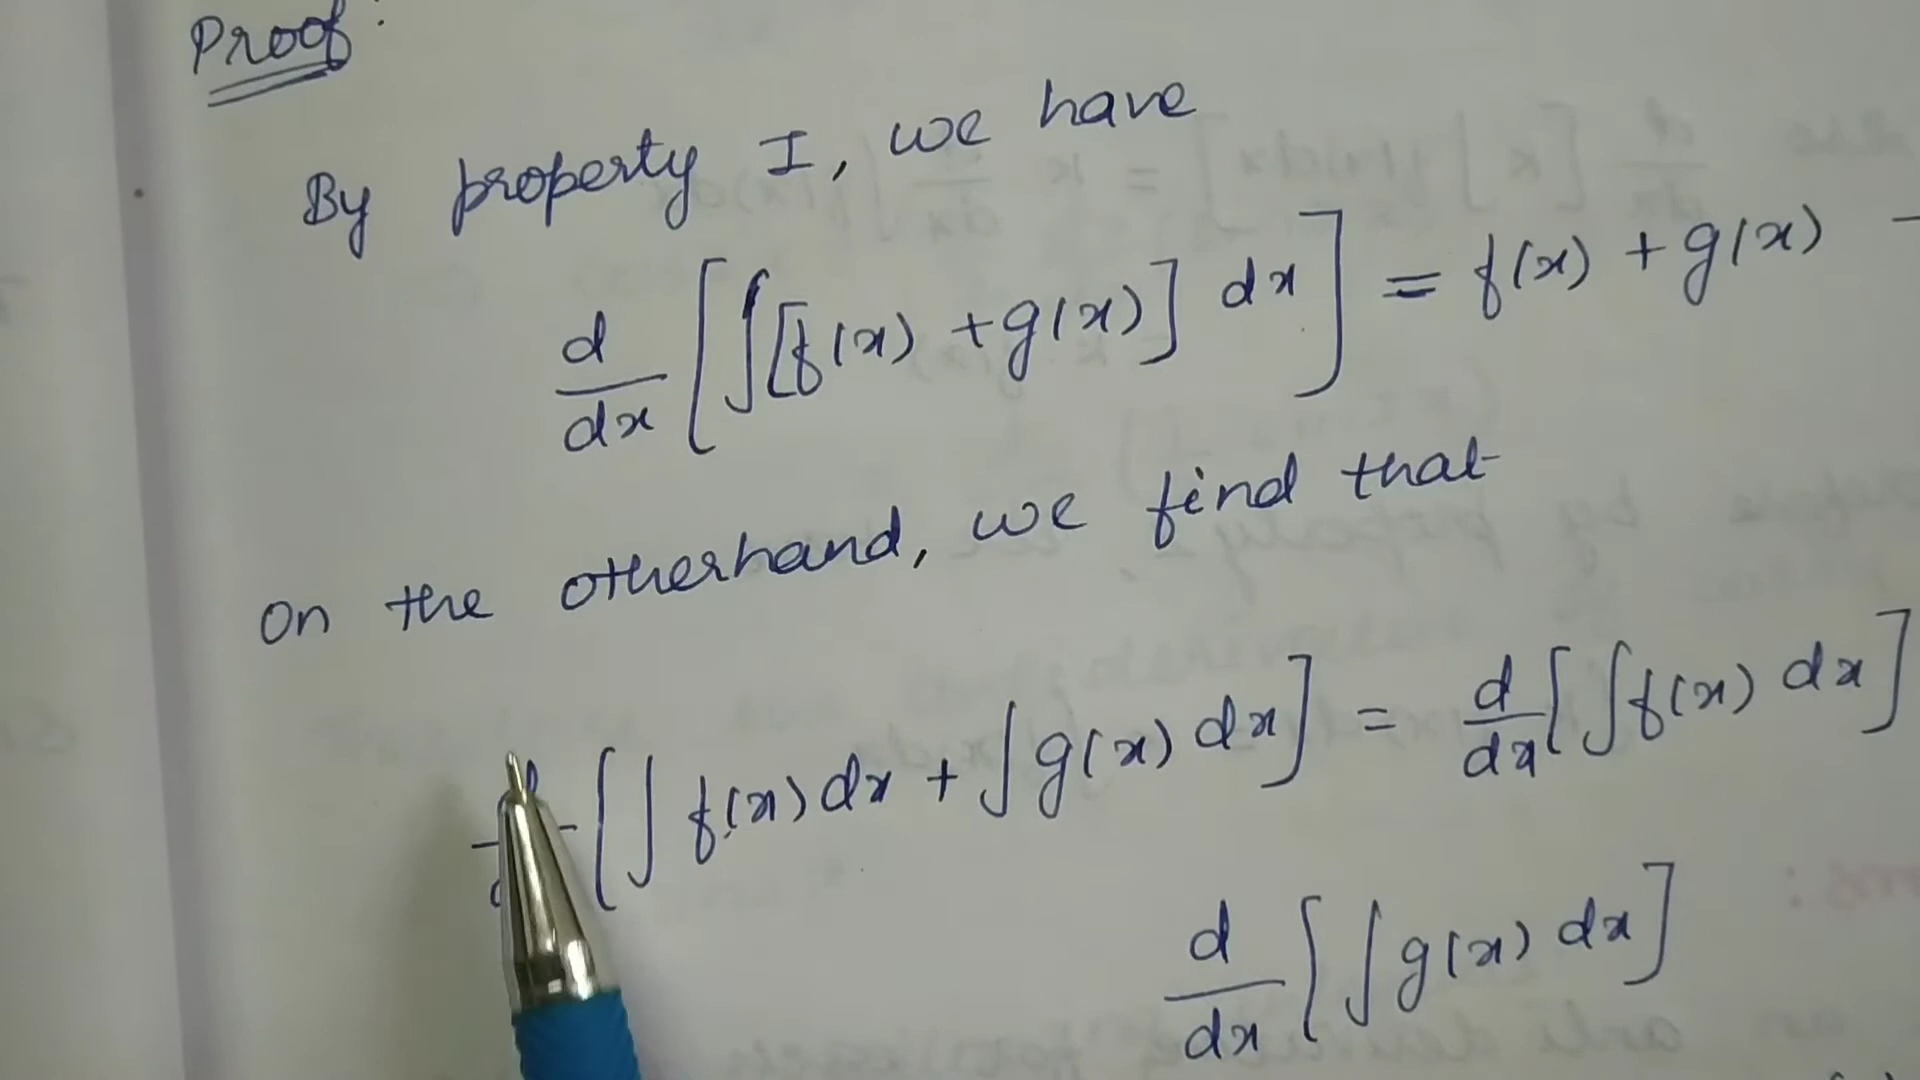 Proof:
By property I, we have
d/dx [∫[f(x) + g(x)] dx] = f(x) + g(x) -
On the otherhand, we find that
d/dx [∫ f(x) dx + ∫ g(x) dx] = d/dx [∫ f(x) dx]
d/dx [∫ g(x) dx]